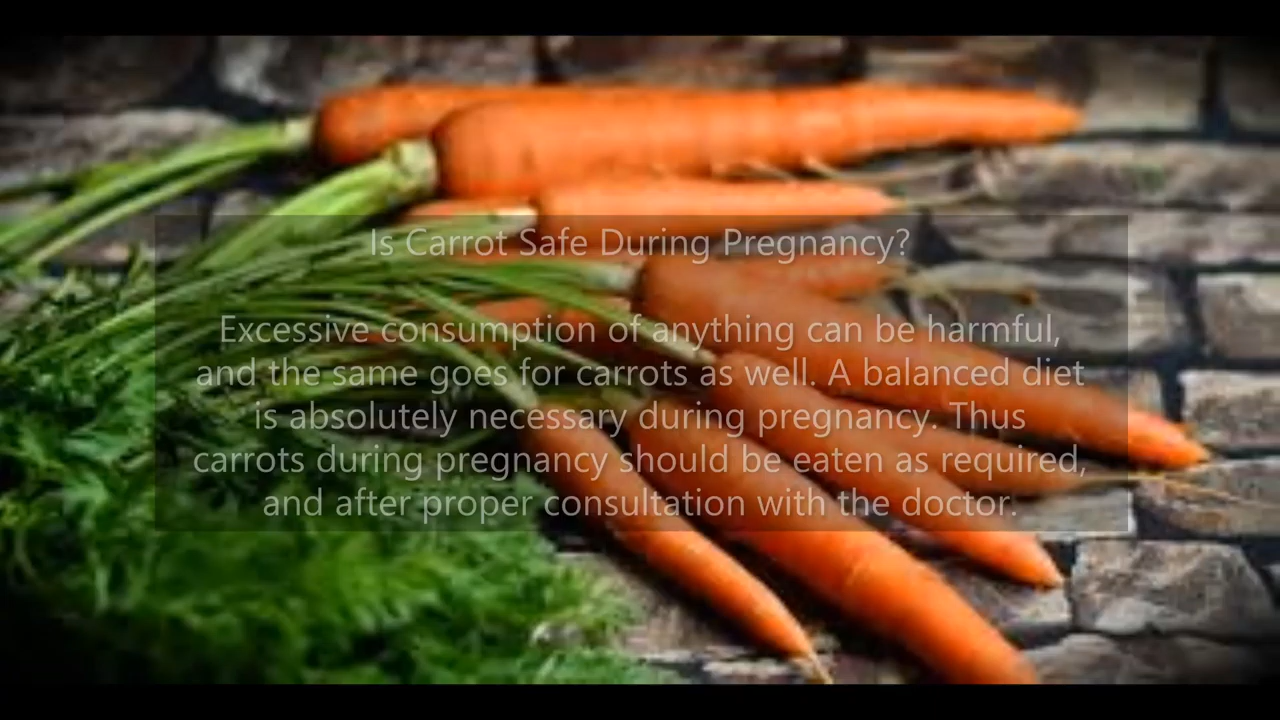 Is Carrot Safe During Pregnancy?
Excessive consumption of anything can be harmful,
and the same goes for carrots as well. A balanced diet
is absolutely necessary during pregnancy. Thus
carrots during pregnancy should be eaten as required,
and after proper consultation with the doctor.